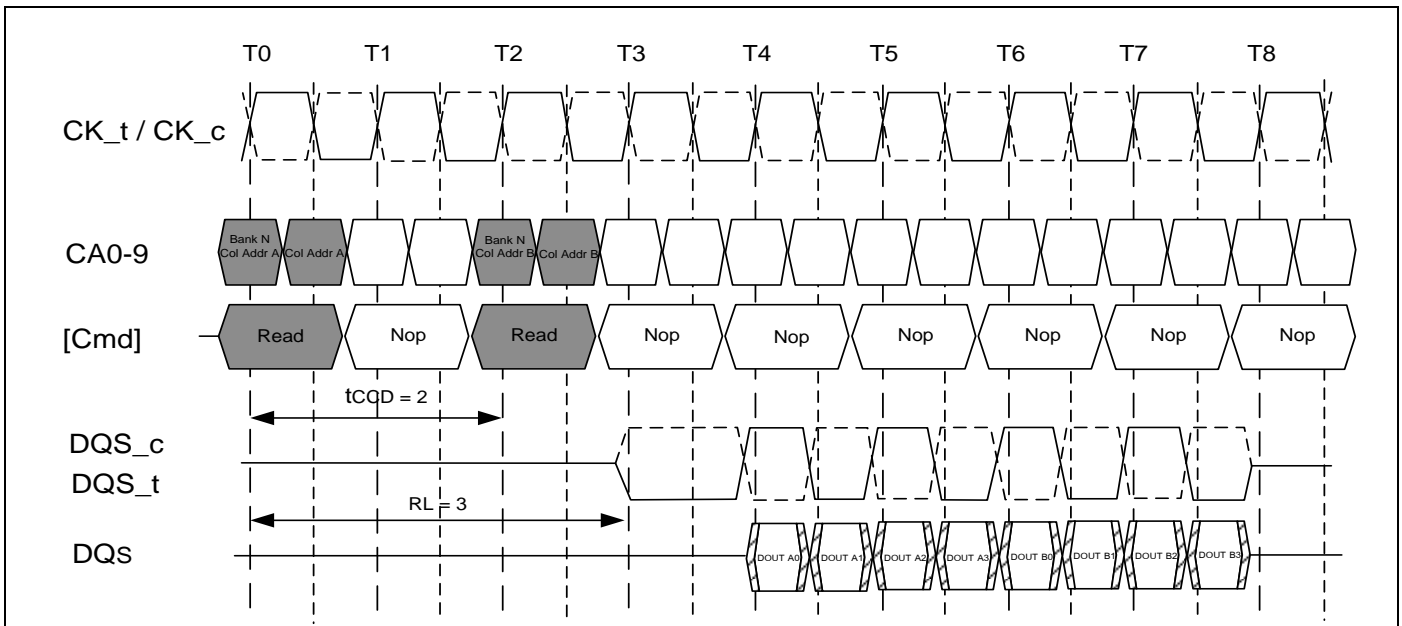 T0 T1 T2 T3 T4 T5 T6 T7 T8
CK_t / CK_c
CA0-9
Bank N
Col Addr A
Col Addr A
Bank N
Col Addr B
Col Addr B
[Cmd]
Read Nop Read Nop Nop Nop Nop Nop Nop
tCCD = 2
DQS_c
DQS_t
RL = 3
DQs
DOUT A0 DOUT A1 DOUT A2 DOUT A3 DOUT B0 DOUT B1 DOUT B2 DOUT B3